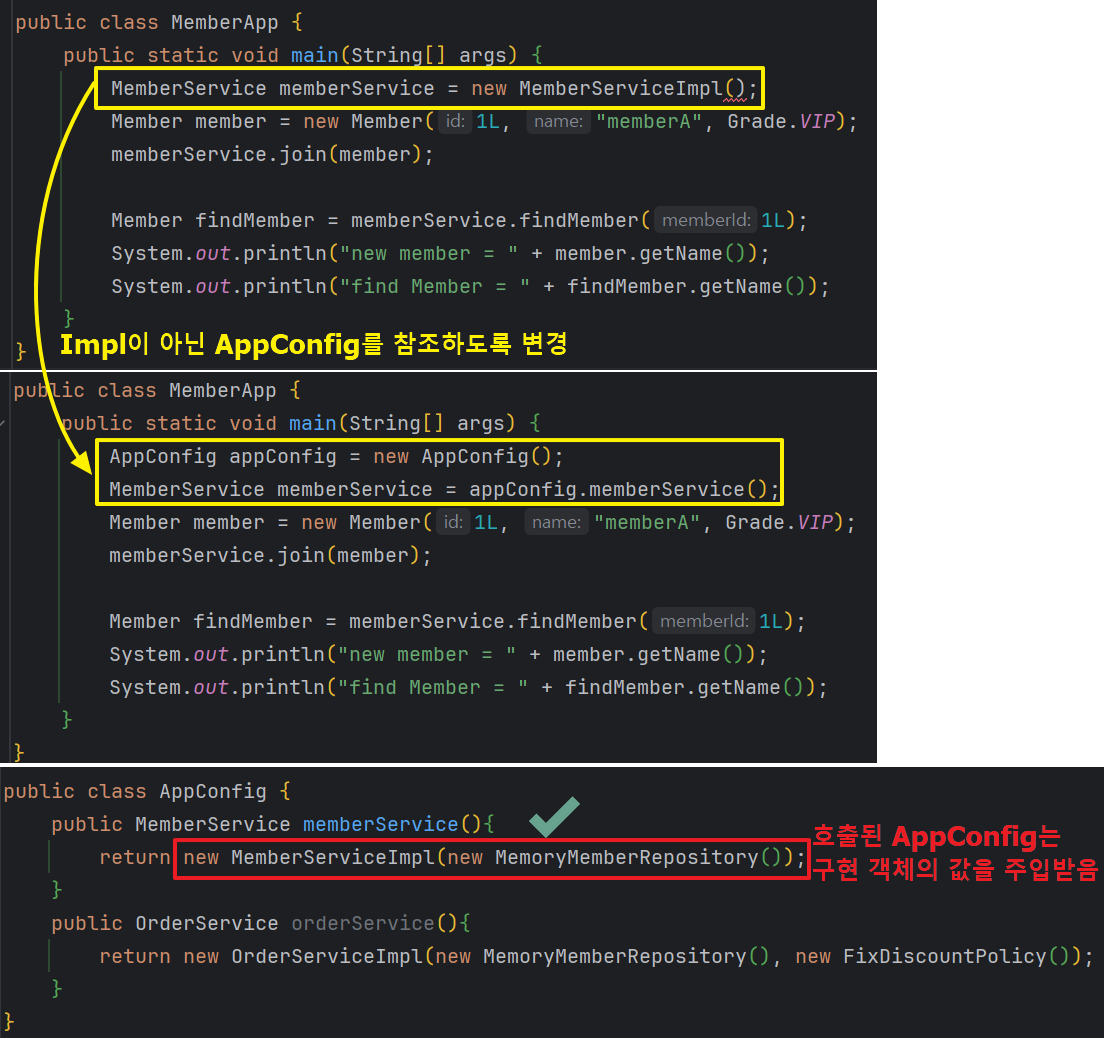 public class MemberApp {
public static void main(String[] args) {
MemberService memberService = new MemberServiceImpl();
Member member = new Member( id: 1L, name: "memberA", Grade.VIP);
memberService.join(member);
Member findMember = memberService.findMember( memberId: 1L);
System.out.println("new member = " + member.getName());
System.out.println("find Member = " + findMember.getName());
}
Impl이 아닌 AppConfig를 참조하도록 변경
}
public class MemberApp {
public static void main(String[] args) {
AppConfig appConfig = new AppConfig();
MemberService memberService = appConfig.memberService();
Member member = new Member( id: 1L, name: "memberA", Grade.VIP);
memberService.join(member);
Member findMember = memberService.findMember( memberId: 1L);
System.out.println("new member = " + member.getName());
System.out.println("find Member = " + findMember.getName());
}
}
public class AppConfig {
public MemberService memberService(){
return new MemberServiceImpl(new MemoryMemberRepository());
호출된 AppConfig는
구현 객체의 값을 주입받음
}
public OrderService orderService(){
return new OrderServiceImpl(new MemoryMemberRepository(), new FixDiscountPolicy());
}
}